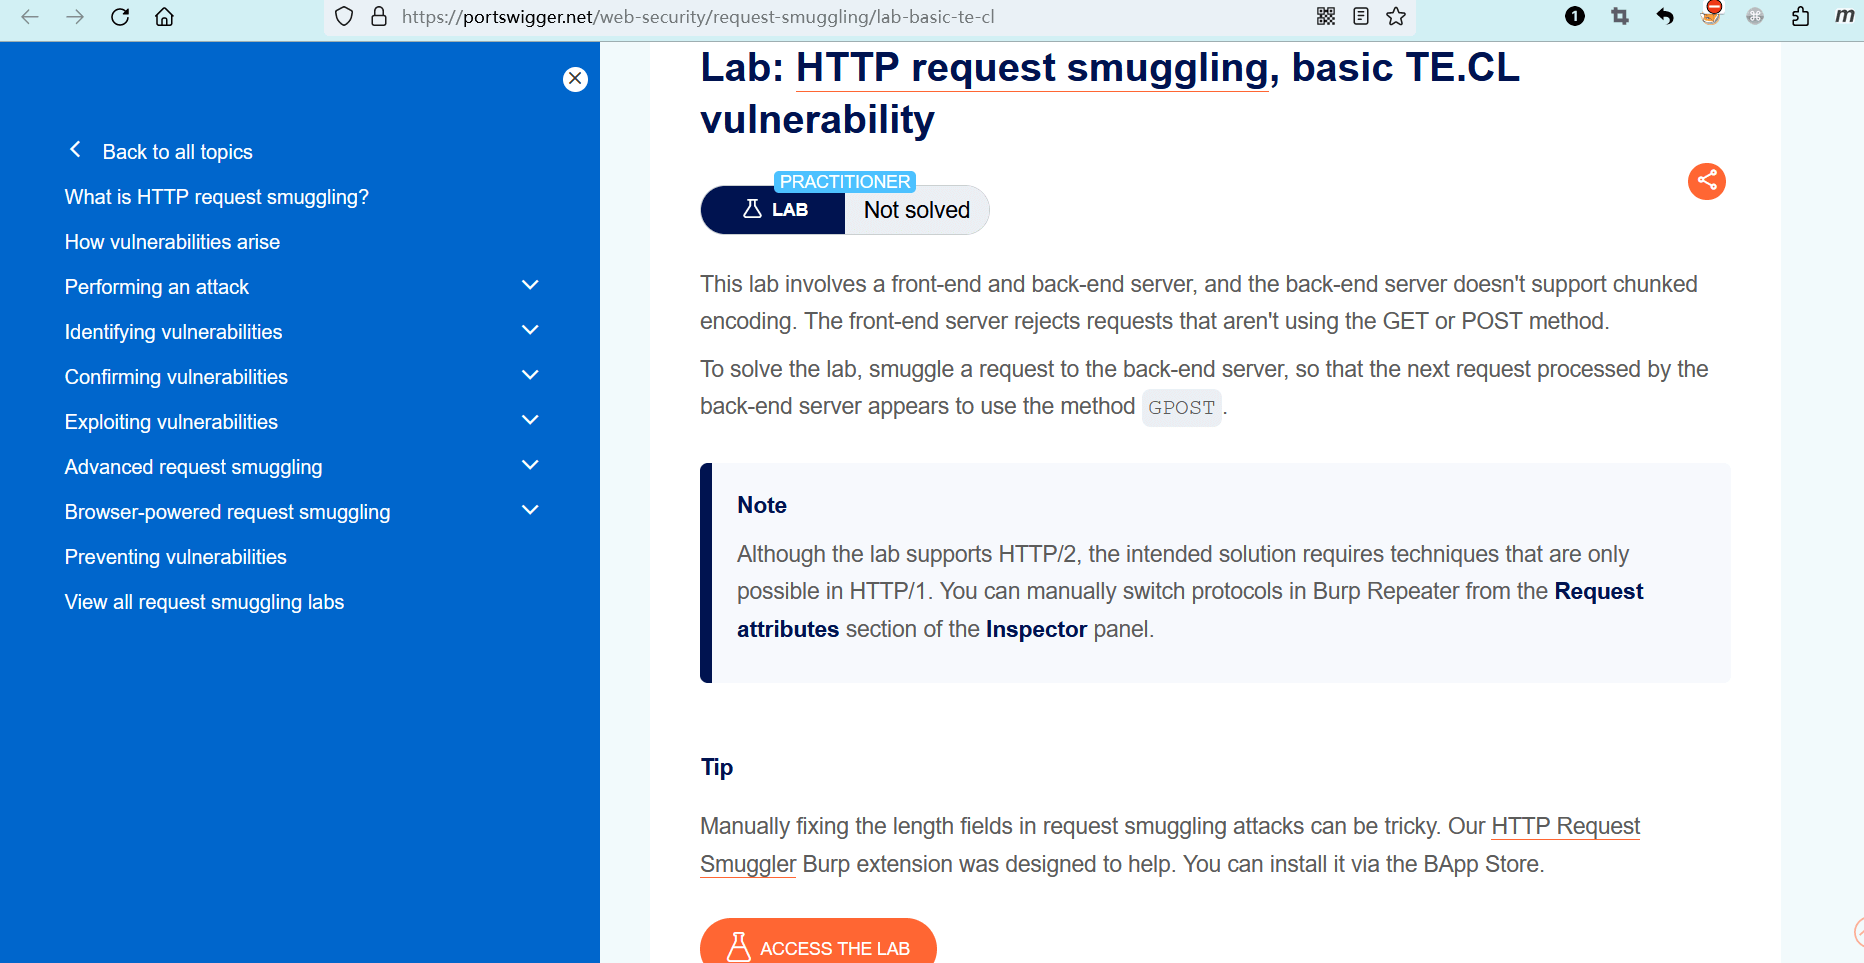 https://portswigger.net/web-security/request-smuggling/lab-basic-te-cl
1
m
Back to all topics
What is HTTP request smuggling?
How vulnerabilities arise
Performing an attack
Identifying vulnerabilities
Confirming vulnerabilities
Exploiting vulnerabilities
Advanced request smuggling
Browser-powered request smuggling
Preventing vulnerabilities
View all request smuggling labs
Lab: HTTP request smuggling, basic TE.CL
vulnerability
PRACTITIONER
LAB Not solved
This lab involves a front-end and back-end server, and the back-end server doesn't support chunked
encoding. The front-end server rejects requests that aren't using the GET or POST method.
To solve the lab, smuggle a request to the back-end server, so that the next request processed by the
back-end server appears to use the method GPOST.
Note
Although the lab supports HTTP/2, the intended solution requires techniques that are only
possible in HTTP/1. You can manually switch protocols in Burp Repeater from the Request
attributes section of the Inspector panel.
Tip
Manually fixing the length fields in request smuggling attacks can be tricky. Our HTTP Request
Smuggler Burp extension was designed to help. You can install it via the BApp Store.
ACCESS THE LAB